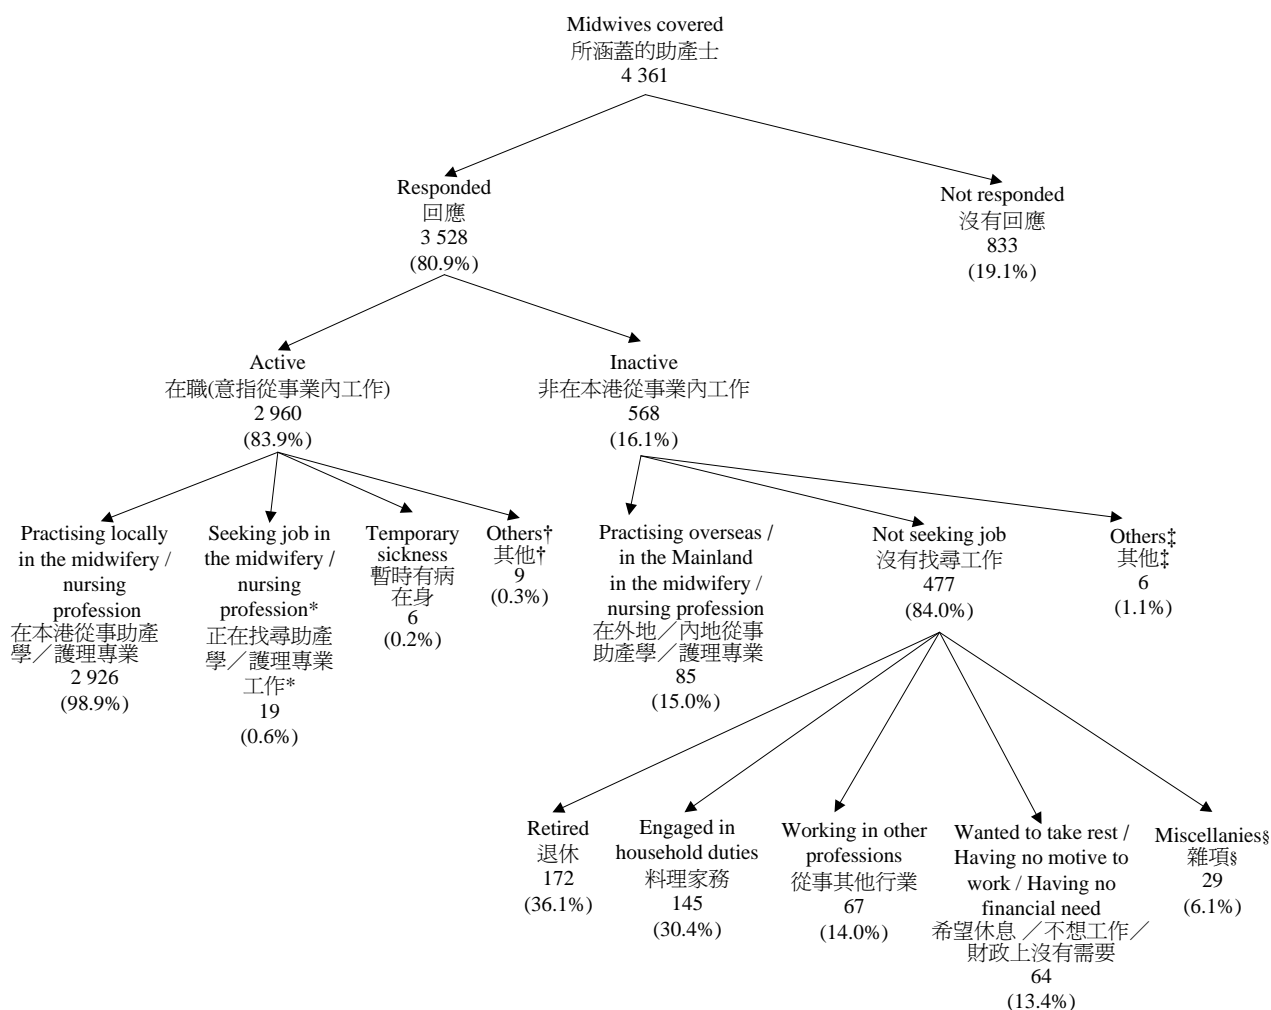 Midwives covered
所涵蓋的助產士
4 361
Responded
回應
3 528
(80.9%)
Not responded
沒有回應
833
(19.1%)
Active
在職(意指從事業內工作)
2 960
(83.9%)
Inactive
非在本港從事業內工作
568
(16.1%)
Practising locally
in the midwifery /
nursing
profession
在本港從事助產
學／護理專業
2 926
(98.9%)
Seeking job in
the midwifery /
nursing
profession*
正在找尋助產
學／護理專業
工作*
19
(0.6%)
Temporary
sickness
暫時有病
在身
6
(0.2%)
Others†
其他†
9
(0.3%)
Practising overseas /
in the Mainland
in the midwifery /
nursing profession
在外地／內地從事
助產學／護理專業
85
(15.0%)
Not seeking job
沒有找尋工作
477
(84.0%)
Others‡
其他‡
6
(1.1%)
Retired
退休
172
(36.1%)
Engaged in
household duties
料理家務
145
(30.4%)
Working in other
professions
從事其他行業
67
(14.0%)
Wanted to take rest /
Having no motive to
work / Having no
financial need
希望休息 ／不想工作／
財政上沒有需要
64
(13.4%)
Miscellanies§
雜項§
29
(6.1%)